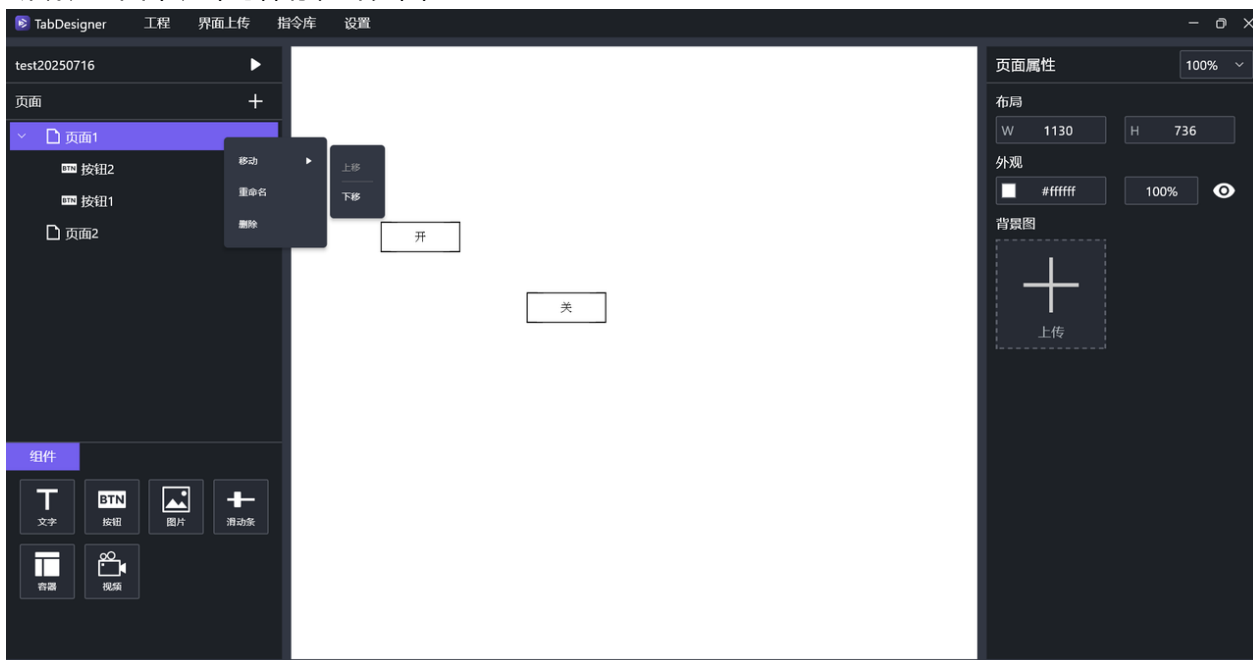 TabDesigner 工程 界面上传 指令库 设置
test20250716
页面
页面1
按钮2
按钮1
页面2
移动
重命名
删除
上移
下移
开
关
组件
T
文字
BTN
按钮
图片
滑动条
容器
视频
页面属性 100%
布局
W 1130 H 736
外观
#ffffff 100%
背景图
上传